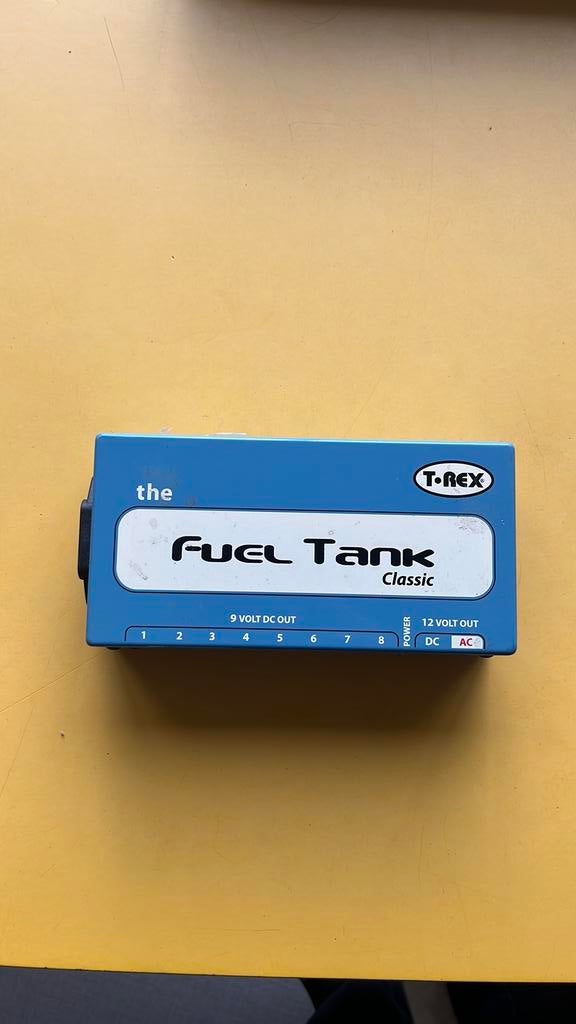 T·REX
the
Fuel Tank
Classic
9 VOLT DC OUT
1 2 3 4 5 6 7 8
POWER
12 VOLT OUT
DC AC